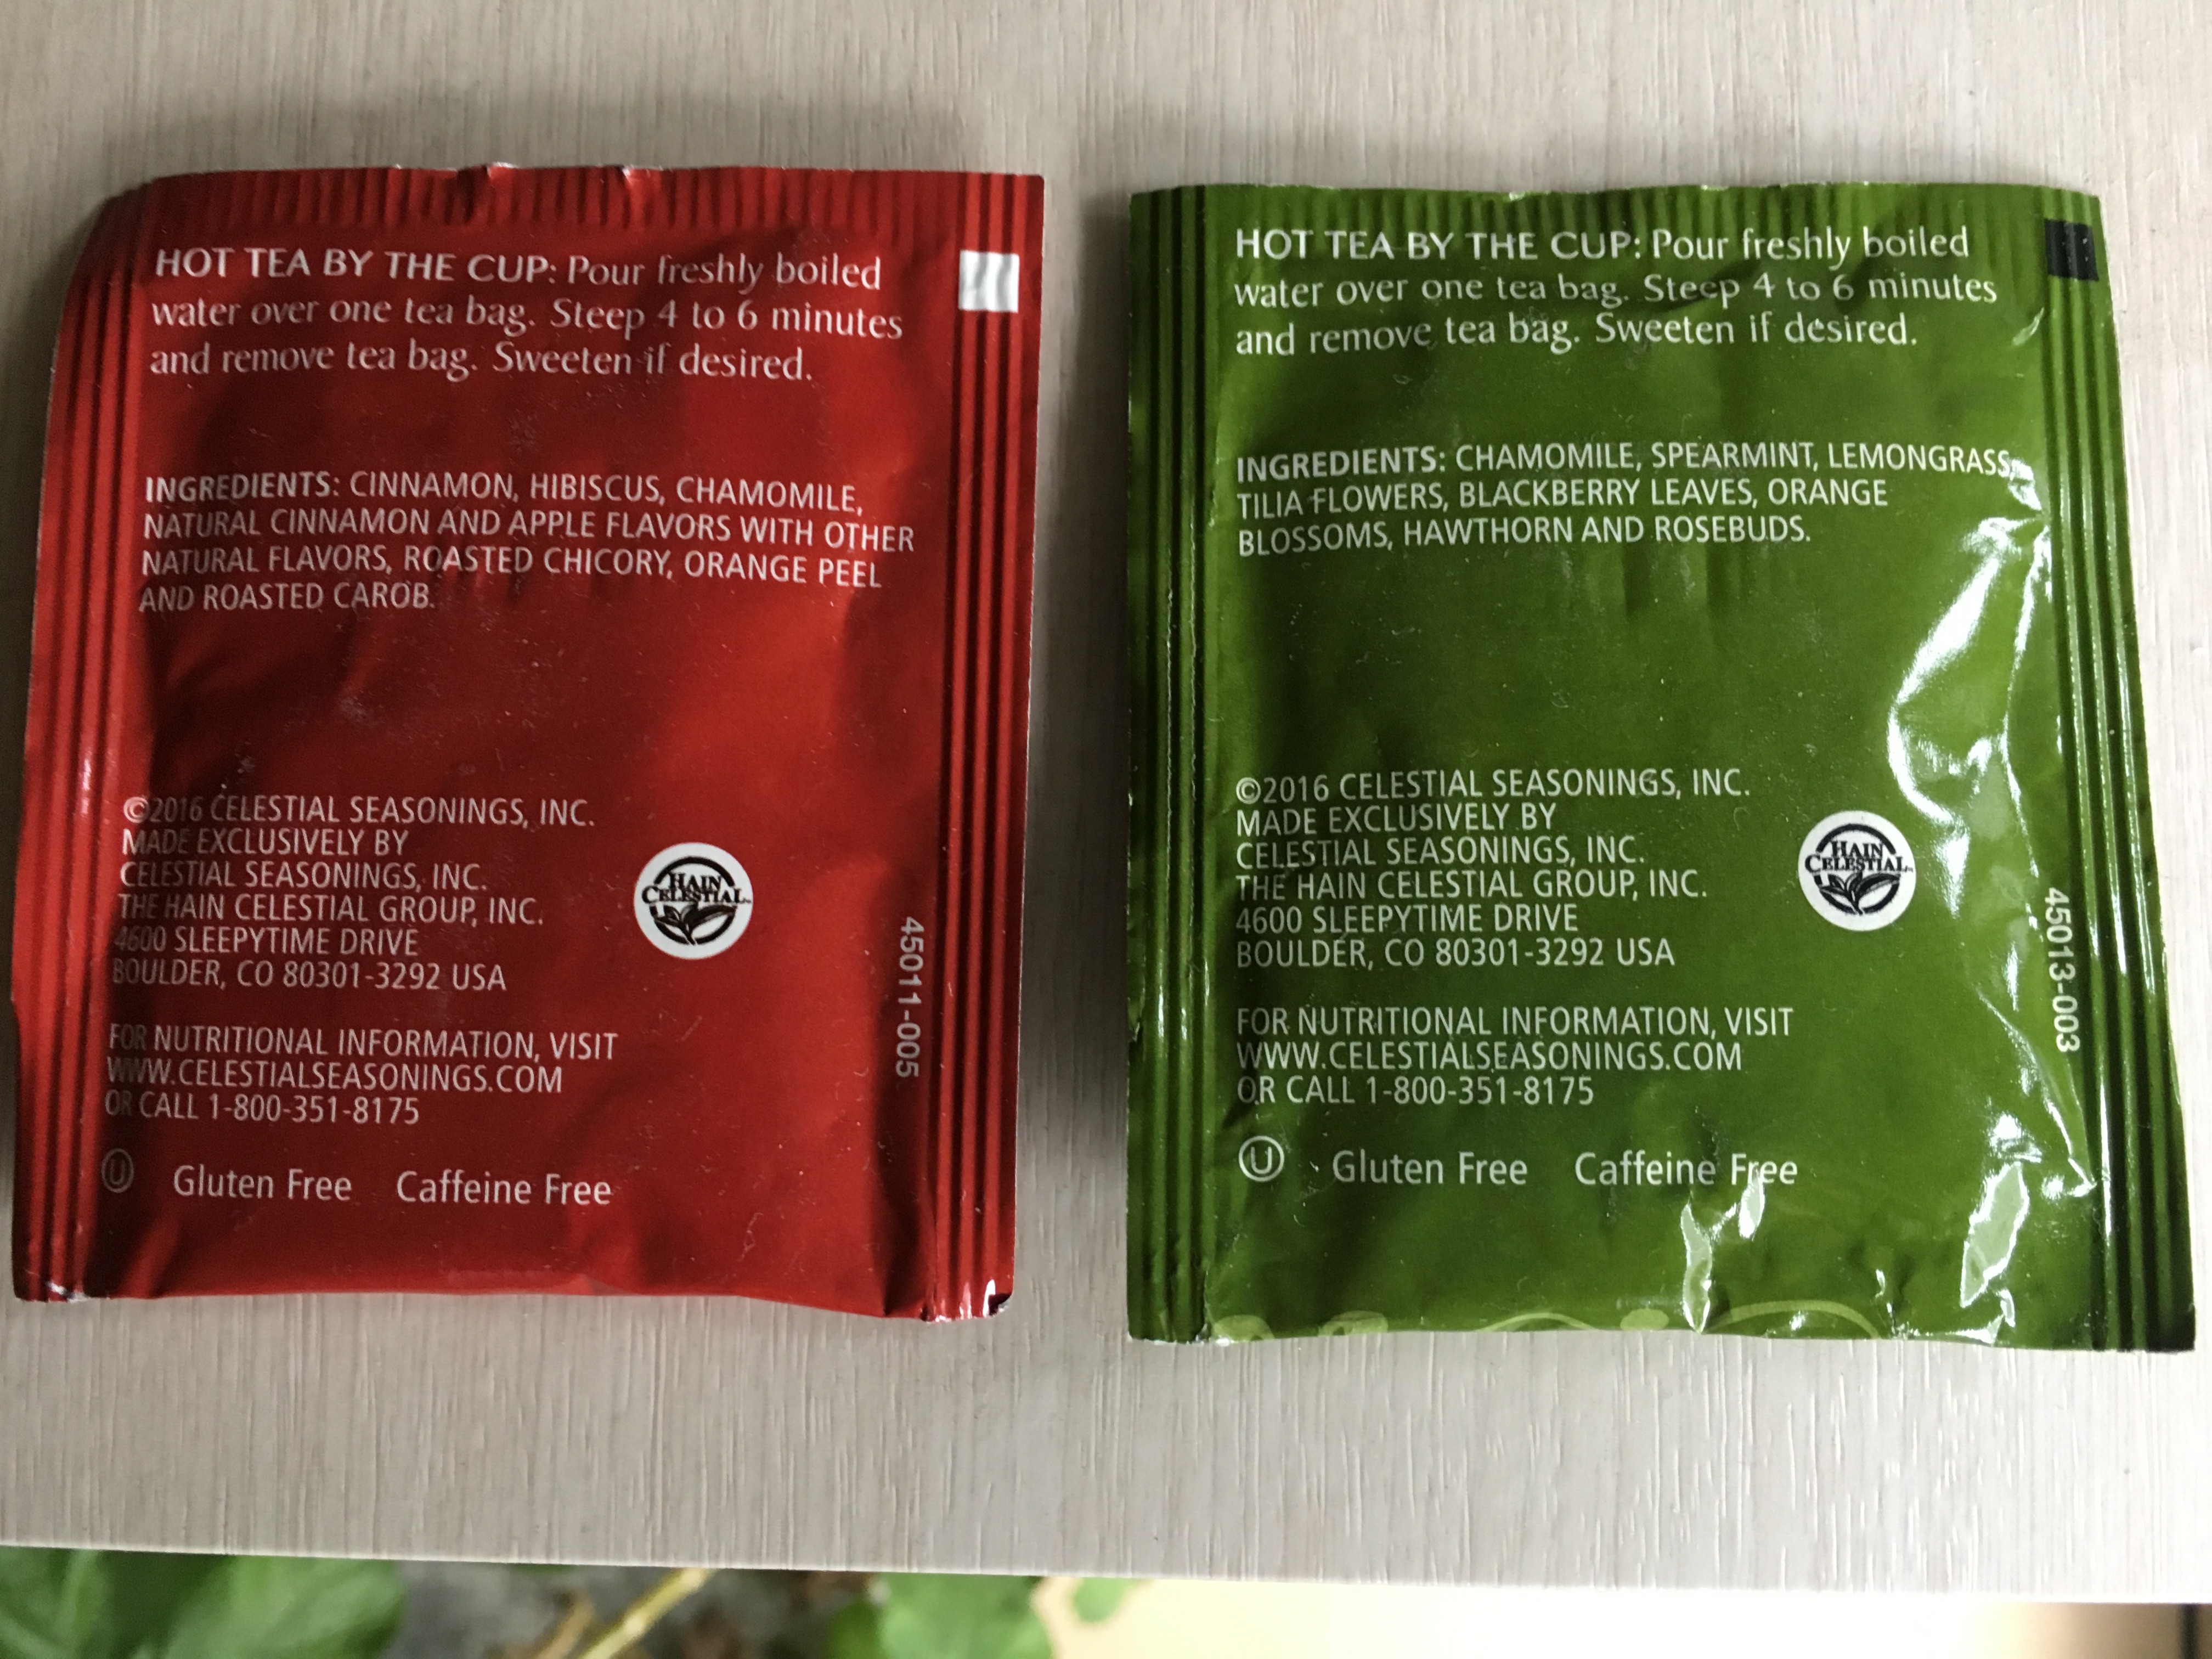 HOT TEA BY THE CUP: Pour freshly boiled
water over one tea bag. Steep 4 to 6 minutes
and remove tea bag. Sweeten if desired.
INGREDIENTS: CINNAMON, HIBISCUS, CHAMOMILE,
NATURAL CINNAMON AND APPLE FLAVORS WITH OTHER
NATURAL FLAVORS, ROASTED CHICORY, ORANGE PEEL
AND ROASTED CAROB.
©2016 CELESTIAL SEASONINGS, INC.
MADE EXCLUSIVELY BY
CELESTIAL SEASONINGS, INC.
THE HAIN CELESTIAL GROUP, INC.
4600 SLEEPYTIME DRIVE
BOULDER, CO 80301-3292 USA
HAIN
CELESTIAL
45011-005
FOR NUTRITIONAL INFORMATION, VISIT
WWW.CELESTIALSEASONINGS.COM
OR CALL 1-800-351-8175
U Gluten Free Caffeine Free
HOT TEA BY THE CUP: Pour freshly boiled
water over one tea bag. Steep 4 to 6 minutes
and remove tea bag. Sweeten if desired.
INGREDIENTS: CHAMOMILE, SPEARMINT, LEMONGRASS,
TILIA FLOWERS, BLACKBERRY LEAVES, ORANGE
BLOSSOMS, HAWTHORN AND ROSEBUDS.
©2016 CELESTIAL SEASONINGS, INC.
MADE EXCLUSIVELY BY
CELESTIAL SEASONINGS, INC.
THE HAIN CELESTIAL GROUP, INC.
4600 SLEEPYTIME DRIVE
BOULDER, CO 80301-3292 USA
HAIN
CELESTIAL
45013-003
FOR NUTRITIONAL INFORMATION, VISIT
WWW.CELESTIALSEASONINGS.COM
OR CALL 1-800-351-8175
U Gluten Free Caffeine Free